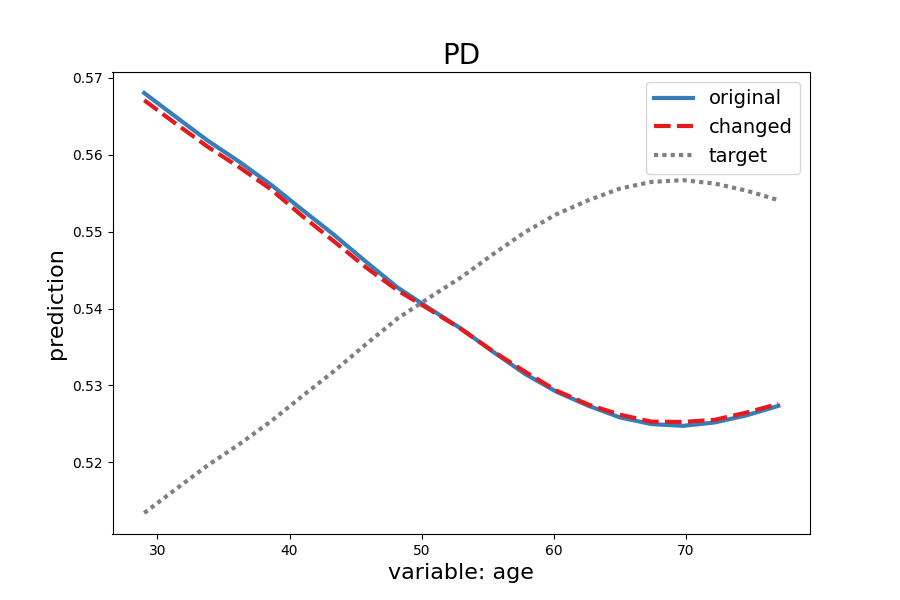 PD
original
changed
target
prediction
0.57
0.56
0.55
0.54
0.53
0.52
30 40 50 60 70
variable: age